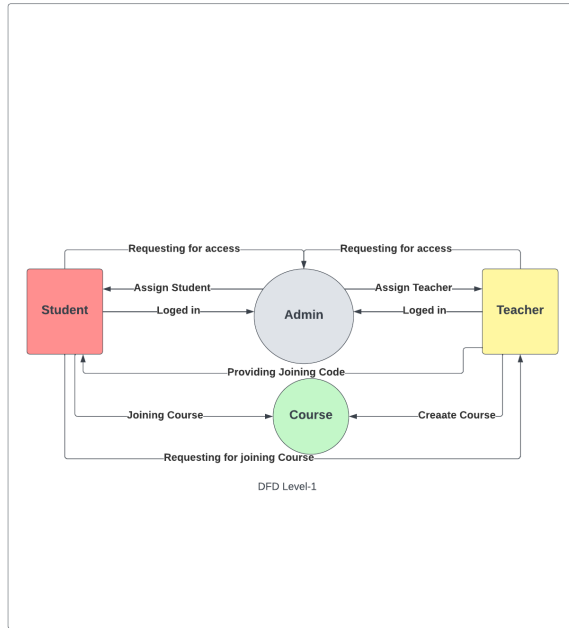 Requesting for access
Requesting for access
Assign Student
Assign Teacher
Student
Loged in
Admin
Loged in
Teacher
Providing Joining Code
Joining Course
Course
Creaate Course
Requesting for joining Course
DFD Level-1